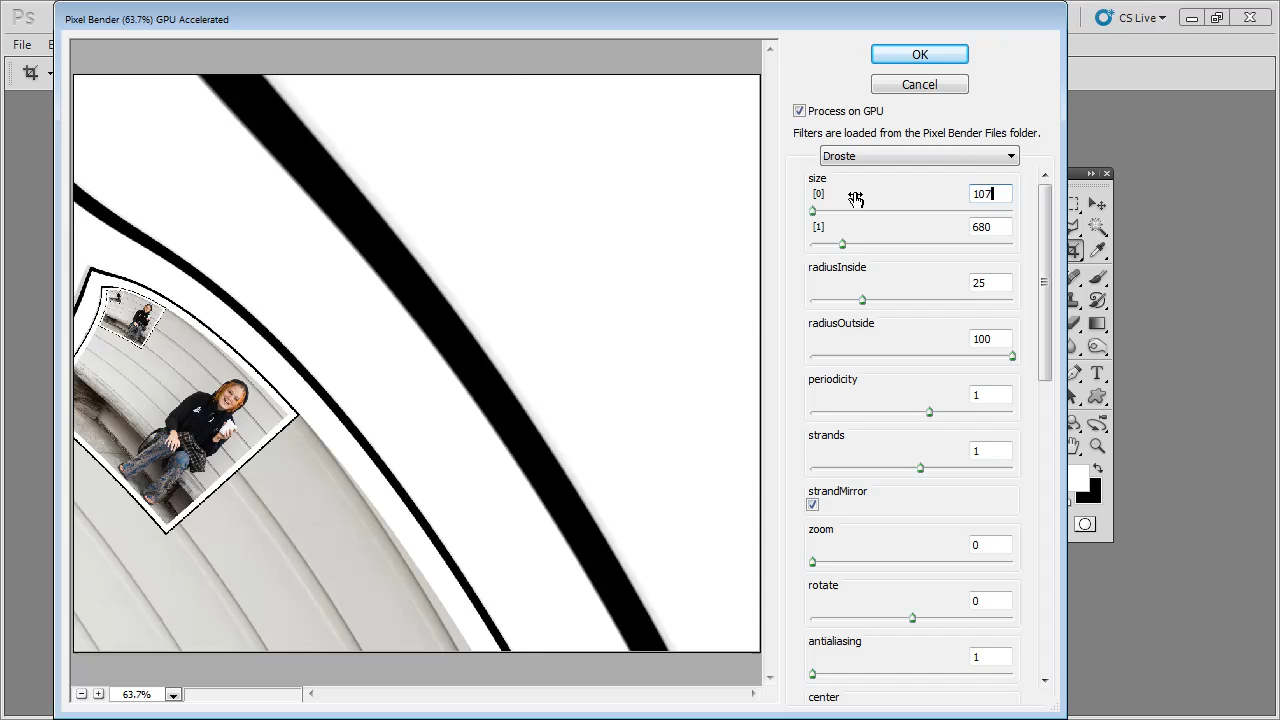 Pixel Bender (63.7%) GPU Accelerated
Ps
CS Live
File
OK
Cancel
Process on GPU
Filters are loaded from the Pixel Bender Files folder.
Droste
size
[0]
107
[1]
680
radiusInside
25
radiusOutside
100
periodicity
1
strands
1
strandMirror
zoom
0
rotate
0
antialiasing
1
center
63.7%
T